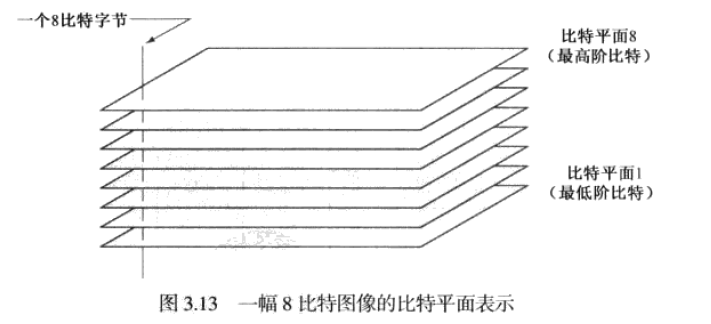 一个8比特字节
比特平面8
（最高阶比特）
比特平面1
（最低阶比特）
图 3.13 一幅 8 比特图像的比特平面表示